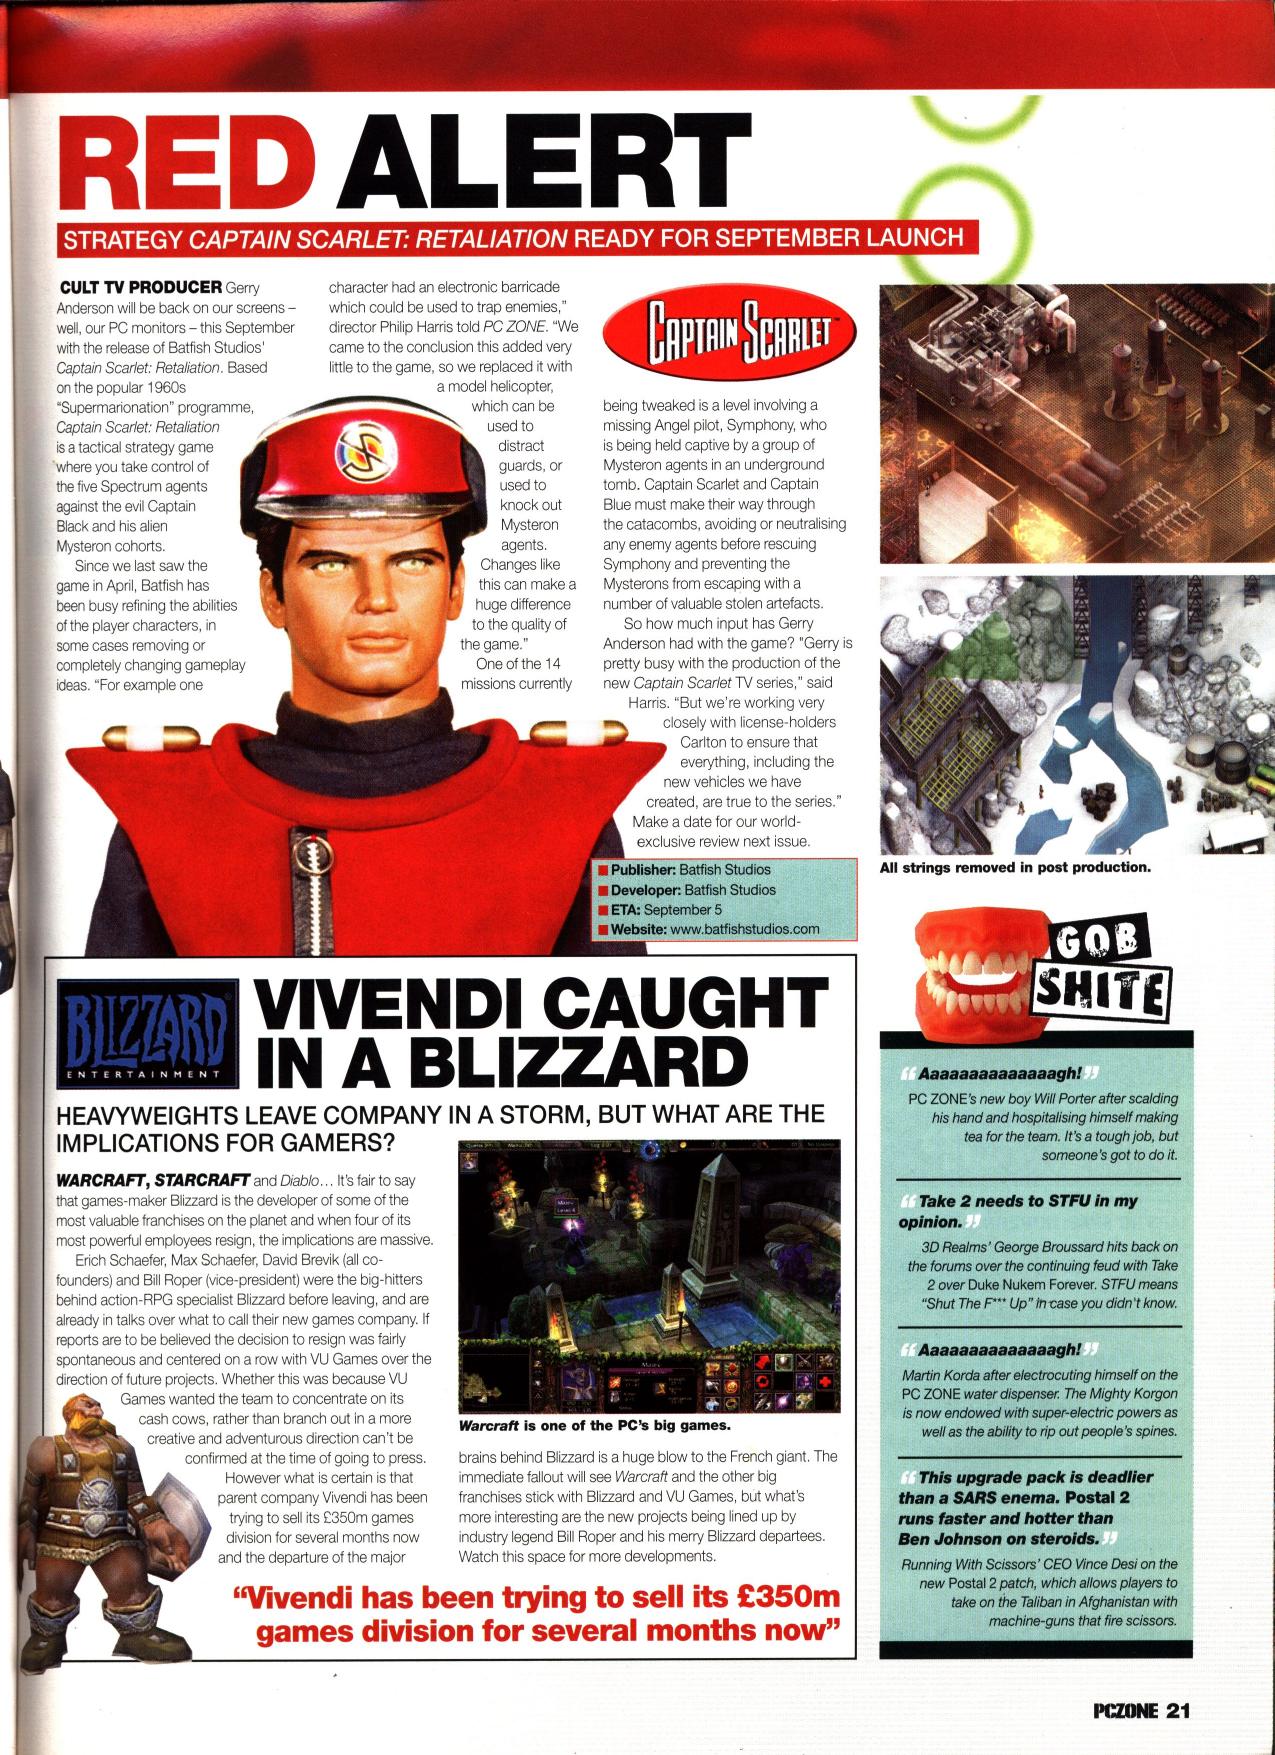 RED ALERT
STRATEGY CAPTAIN SCARLET: RETALIATION READY FOR SEPTEMBER LAUNCH
CULT TV PRODUCER Gerry
Anderson will be back on our screens –
well, our PC monitors – this September
with the release of Batfish Studios'
Captain Scarlet: Retaliation. Based
on the popular 1960s
“Supermarionation” programme,
Captain Scarlet: Retaliation
is a tactical strategy game
where you take control of
the five Spectrum agents
against the evil Captain
Black and his alien
Mysteron cohorts.
Since we last saw the
game in April, Batfish has
been busy refining the abilities
of the player characters, in
some cases removing or
completely changing gameplay
ideas. “For example one
character had an electronic barricade
which could be used to trap enemies,”
director Philip Harris told PC ZONE. “We
came to the conclusion this added very
little to the game, so we replaced it with
a model helicopter,
which can be
used to
distract
guards, or
used to
knock out
Mysteron
agents.
Changes like
this can make a
huge difference
to the quality of
the game.”
One of the 14
missions currently
CAPTAIN SCARLET™
being tweaked is a level involving a
missing Angel pilot, Symphony, who
is being held captive by a group of
Mysteron agents in an underground
tomb. Captain Scarlet and Captain
Blue must make their way through
the catacombs, avoiding or neutralising
any enemy agents before rescuing
Symphony and preventing the
Mysterons from escaping with a
number of valuable stolen artefacts.
So how much input has Gerry
Anderson had with the game? "Gerry is
pretty busy with the production of the
new Captain Scarlet TV series,” said
Harris. “But we're working very
closely with license-holders
Carlton to ensure that
everything, including the
new vehicles we have
created, are true to the series.”
Make a date for our world-
exclusive review next issue.
Publisher: Batfish Studios
Developer: Batfish Studios
ETA: September 5
Website: www.batfishstudios.com
All strings removed in post production.
BLIZZARD®
ENTERTAINMENT
VIVENDI CAUGHT
IN A BLIZZARD
HEAVYWEIGHTS LEAVE COMPANY IN A STORM, BUT WHAT ARE THE
IMPLICATIONS FOR GAMERS?
WARCRAFT, STARCRAFT and Diablo... It's fair to say
that games-maker Blizzard is the developer of some of the
most valuable franchises on the planet and when four of its
most powerful employees resign, the implications are massive.
Erich Schaefer, Max Schaefer, David Brevik (all co-
founders) and Bill Roper (vice-president) were the big-hitters
behind action-RPG specialist Blizzard before leaving, and are
already in talks over what to call their new games company. If
reports are to be believed the decision to resign was fairly
spontaneous and centered on a row with VU Games over the
direction of future projects. Whether this was because VU
Games wanted the team to concentrate on its
cash cows, rather than branch out in a more
creative and adventurous direction can't be
confirmed at the time of going to press.
However what is certain is that
parent company Vivendi has been
trying to sell its £350m games
division for several months now
and the departure of the major
Warcraft is one of the PC's big games.
brains behind Blizzard is a huge blow to the French giant. The
immediate fallout will see Warcraft and the other big
franchises stick with Blizzard and VU Games, but what's
more interesting are the new projects being lined up by
industry legend Bill Roper and his merry Blizzard departees.
Watch this space for more developments.
“Vivendi has been trying to sell its £350m
games division for several months now”
GOB
SHITE
“Aaaaaaaaaaaaaagh!”
PC ZONE's new boy Will Porter after scalding
his hand and hospitalising himself making
tea for the team. It's a tough job, but
someone's got to do it.
“Take 2 needs to STFU in my
opinion.”
3D Realms' George Broussard hits back on
the forums over the continuing feud with Take
2 over Duke Nukem Forever. STFU means
“Shut The F*** Up” in case you didn't know.
“Aaaaaaaaaaaaaagh!”
Martin Korda after electrocuting himself on the
PC ZONE water dispenser. The Mighty Korgon
is now endowed with super-electric powers as
well as the ability to rip out people's spines.
“This upgrade pack is deadlier
than a SARS enema. Postal 2
runs faster and hotter than
Ben Johnson on steroids.”
Running With Scissors' CEO Vince Desi on the
new Postal 2 patch, which allows players to
take on the Taliban in Afghanistan with
machine-guns that fire scissors.
PCZONE 21